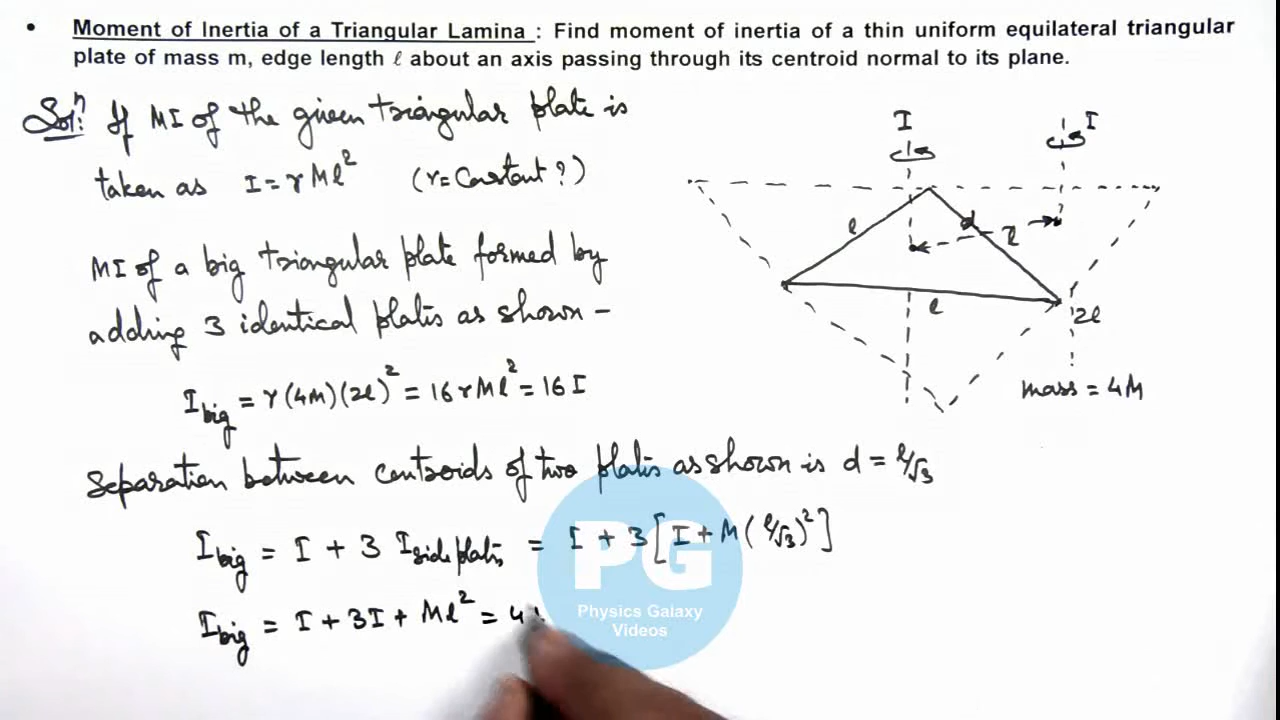 • Moment of Inertia of a Triangular Lamina : Find moment of inertia of a thin uniform equilateral triangular
plate of mass m, edge length ℓ about an axis passing through its centroid normal to its plane.
Solⁿ: If MI of the given triangular plate is
taken as I = γMl² (γ = Constant?)
MI of a big triangular plate formed by
adding 3 identical plates as shown –
I_big = γ(4M)(2l)² = 16γMl² = 16I
I
I
l
d
l
l
2l
mass = 4M
Separation between centroids of two plates as shown is d = l/√3
I_big = I + 3 I_side plates = I + 3[I + M(l/√3)²]
I_big = I + 3I + Ml² = 4
PG
Physics Galaxy
Videos